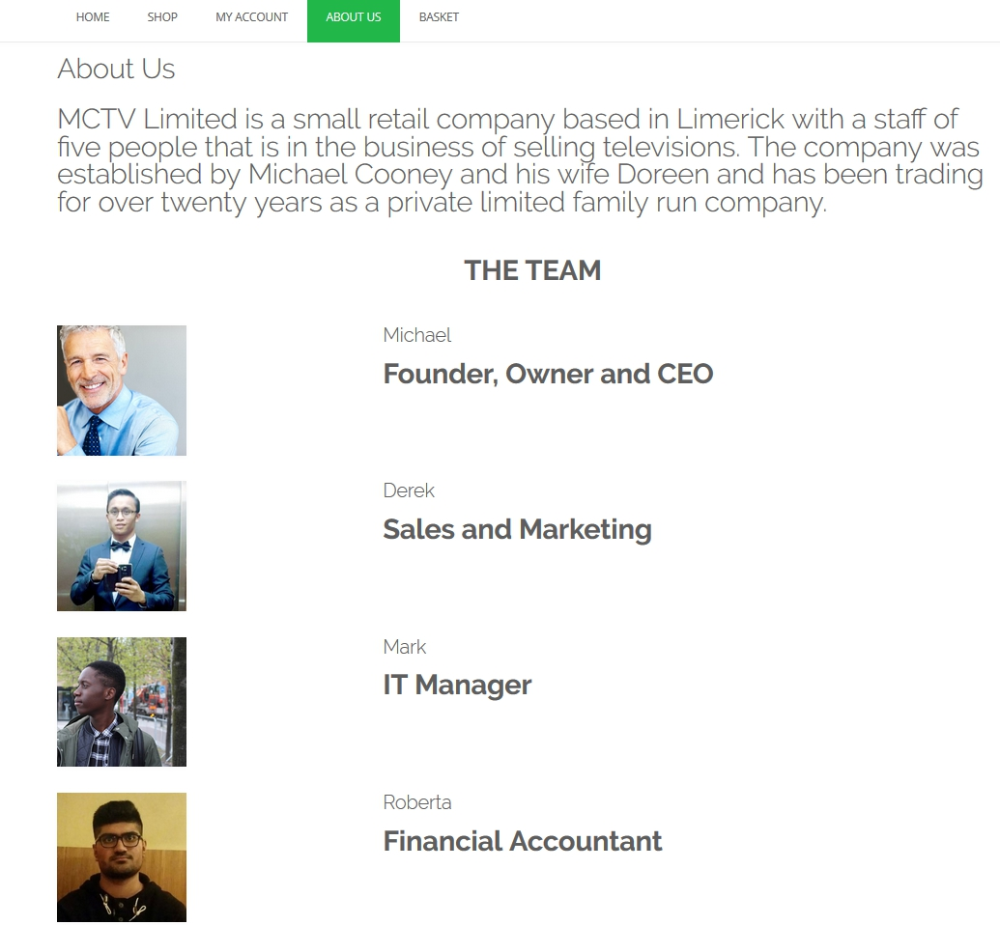 HOME SHOP MY ACCOUNT ABOUT US BASKET
About Us
MCTV Limited is a small retail company based in Limerick with a staff of
five people that is in the business of selling televisions. The company was
established by Michael Cooney and his wife Doreen and has been trading
for over twenty years as a private limited family run company.
THE TEAM
Michael
Founder, Owner and CEO
Derek
Sales and Marketing
Mark
IT Manager
Roberta
Financial Accountant